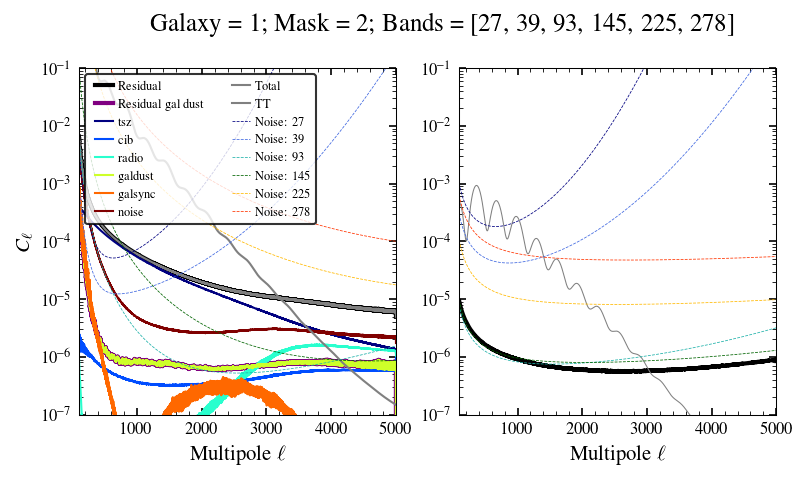 Galaxy = 1; Mask = 2; Bands = [27, 39, 93, 145, 225, 278]
10⁻¹
10⁻²
10⁻³
10⁻⁴
10⁻⁵
10⁻⁶
10⁻⁷
C_ℓ
Residual
Residual gal dust
tsz
cib
radio
galdust
galsync
noise
Total
TT
Noise: 27
Noise: 39
Noise: 93
Noise: 145
Noise: 225
Noise: 278
1000 2000 3000 4000 5000
Multipole ℓ
10⁻¹
10⁻²
10⁻³
10⁻⁴
10⁻⁵
10⁻⁶
10⁻⁷
1000 2000 3000 4000 5000
Multipole ℓ